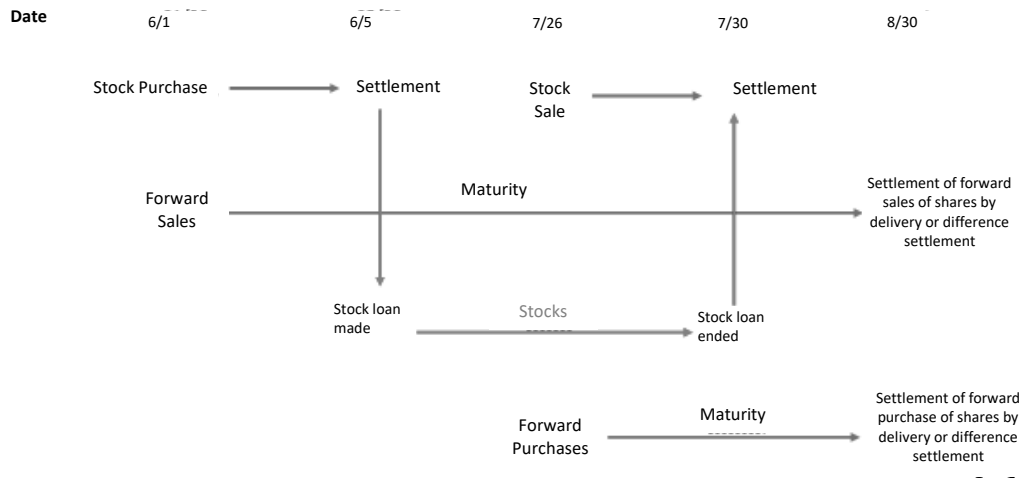 Date
6/1
6/5
7/26
7/30
8/30
Stock Purchase
Settlement
Stock
Sale
Settlement
Forward
Sales
Maturity
Settlement of forward
sales of shares by
delivery or difference
settlement
Stock loan
made
Stocks
Stock loan
ended
Forward
Purchases
Maturity
Settlement of forward
purchase of shares by
delivery or difference
settlement